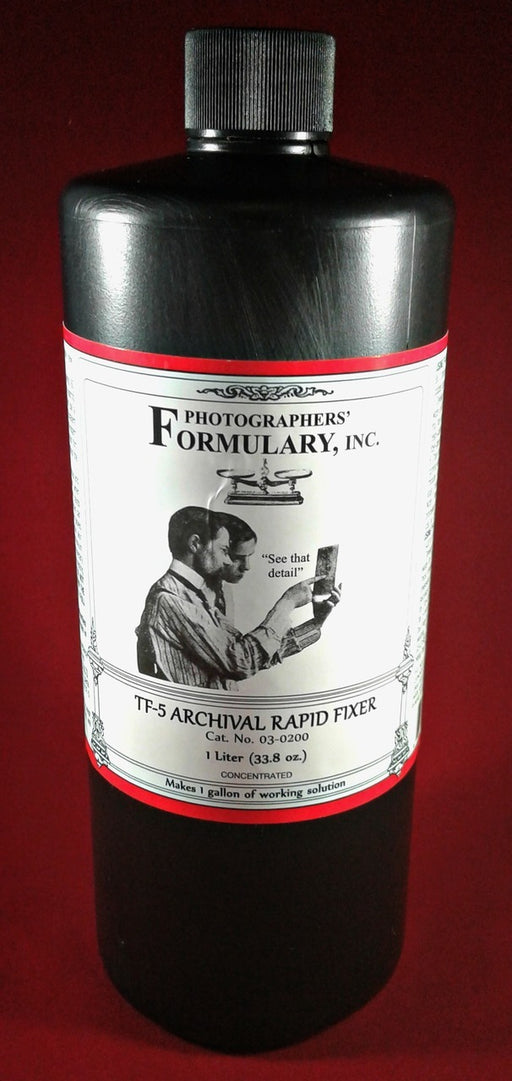 PHOTOGRAPHERS'
FORMULARY, INC.
"See that
detail"
TF-5 ARCHIVAL RAPID FIXER
Cat. No. 03-0200
1 Liter (33.8 oz.)
CONCENTRATED
Makes 1 gallon of working solution